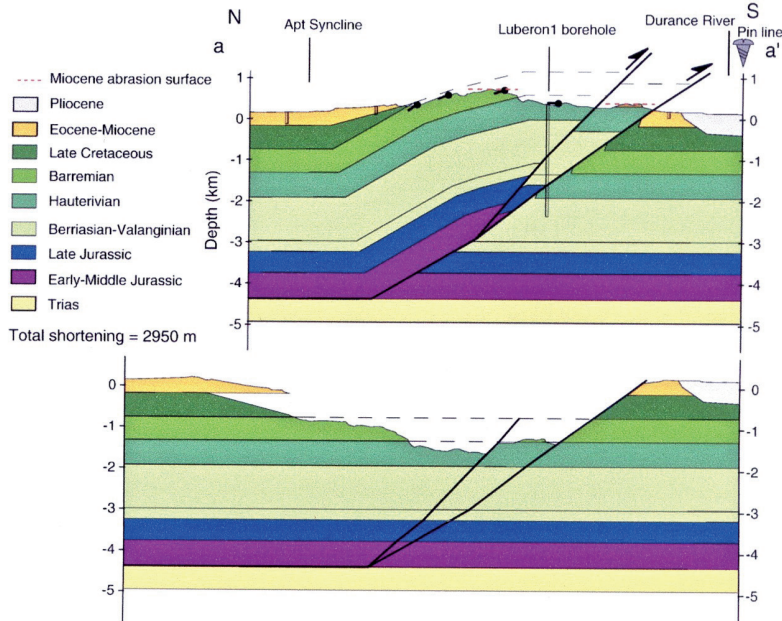 N
Apt Syncline
Luberon1 borehole
Durance River
S
a
Pin line
a'
Miocene abrasion surface
Pliocene
Eocene-Miocene
Late Cretaceous
Barremian
Hauterivian
Berriasian-Valanginian
Late Jurassic
Early-Middle Jurassic
Trias
Total shortening = 2950 m
Depth (km)
1
0
-1
-2
-3
-4
-5
1
0
-1
-2
-3
-4
-5
0
-1
-2
-3
-4
-5
0
-1
-2
-3
-4
-5